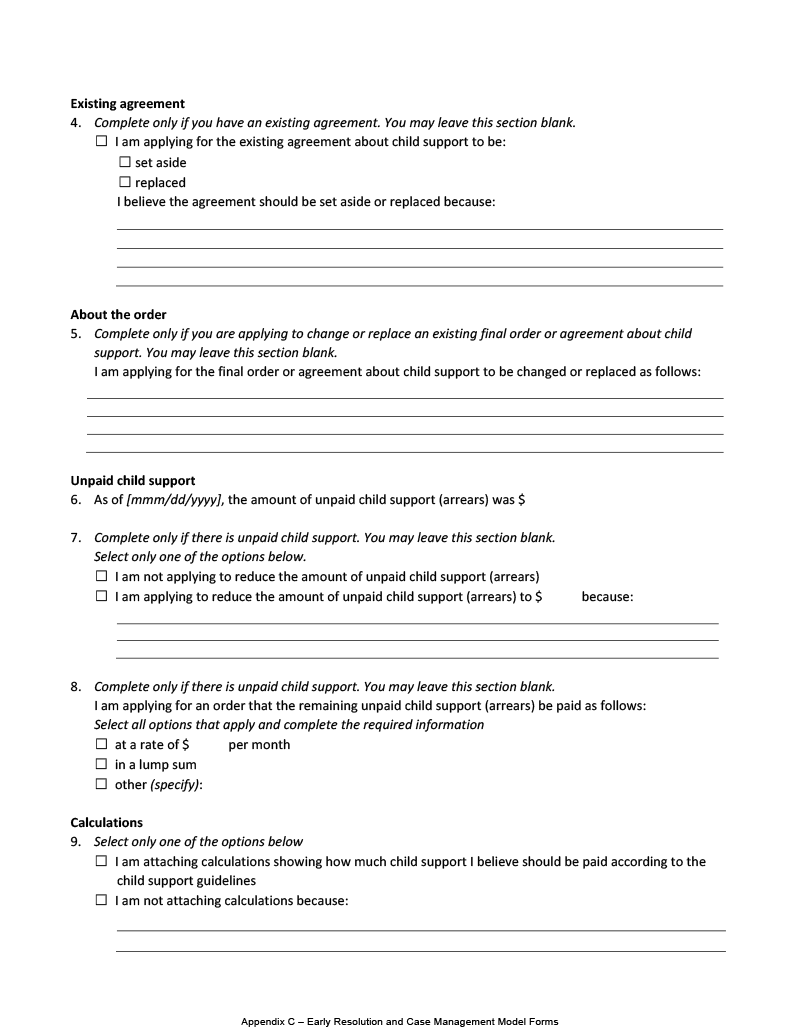 Existing agreement
4. Complete only if you have an existing agreement. You may leave this section blank.
☐ I am applying for the existing agreement about child support to be:
☐ set aside
☐ replaced
I believe the agreement should be set aside or replaced because:
About the order
5. Complete only if you are applying to change or replace an existing final order or agreement about child
support. You may leave this section blank.
I am applying for the final order or agreement about child support to be changed or replaced as follows:
Unpaid child support
6. As of [mmm/dd/yyyy], the amount of unpaid child support (arrears) was $
7. Complete only if there is unpaid child support. You may leave this section blank.
Select only one of the options below.
☐ I am not applying to reduce the amount of unpaid child support (arrears)
☐ I am applying to reduce the amount of unpaid child support (arrears) to $ because:
8. Complete only if there is unpaid child support. You may leave this section blank.
I am applying for an order that the remaining unpaid child support (arrears) be paid as follows:
Select all options that apply and complete the required information
☐ at a rate of $ per month
☐ in a lump sum
☐ other (specify):
Calculations
9. Select only one of the options below
☐ I am attaching calculations showing how much child support I believe should be paid according to the
child support guidelines
☐ I am not attaching calculations because:
Appendix C – Early Resolution and Case Management Model Forms